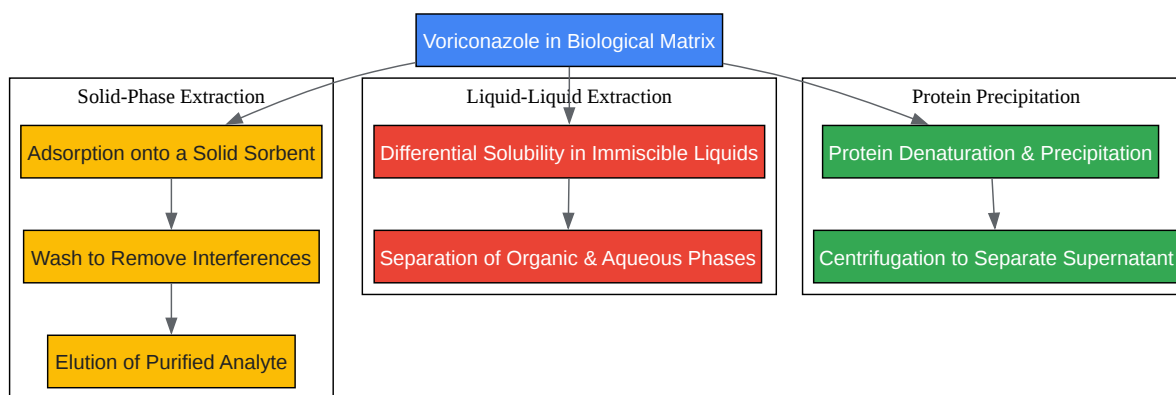 Voriconazole in Biological Matrix
Solid-Phase Extraction
Adsorption onto a Solid Sorbent
Wash to Remove Interferences
Elution of Purified Analyte
Liquid-Liquid Extraction
Differential Solubility in Immiscible Liquids
Separation of Organic & Aqueous Phases
Protein Precipitation
Protein Denaturation & Precipitation
Centrifugation to Separate Supernatant